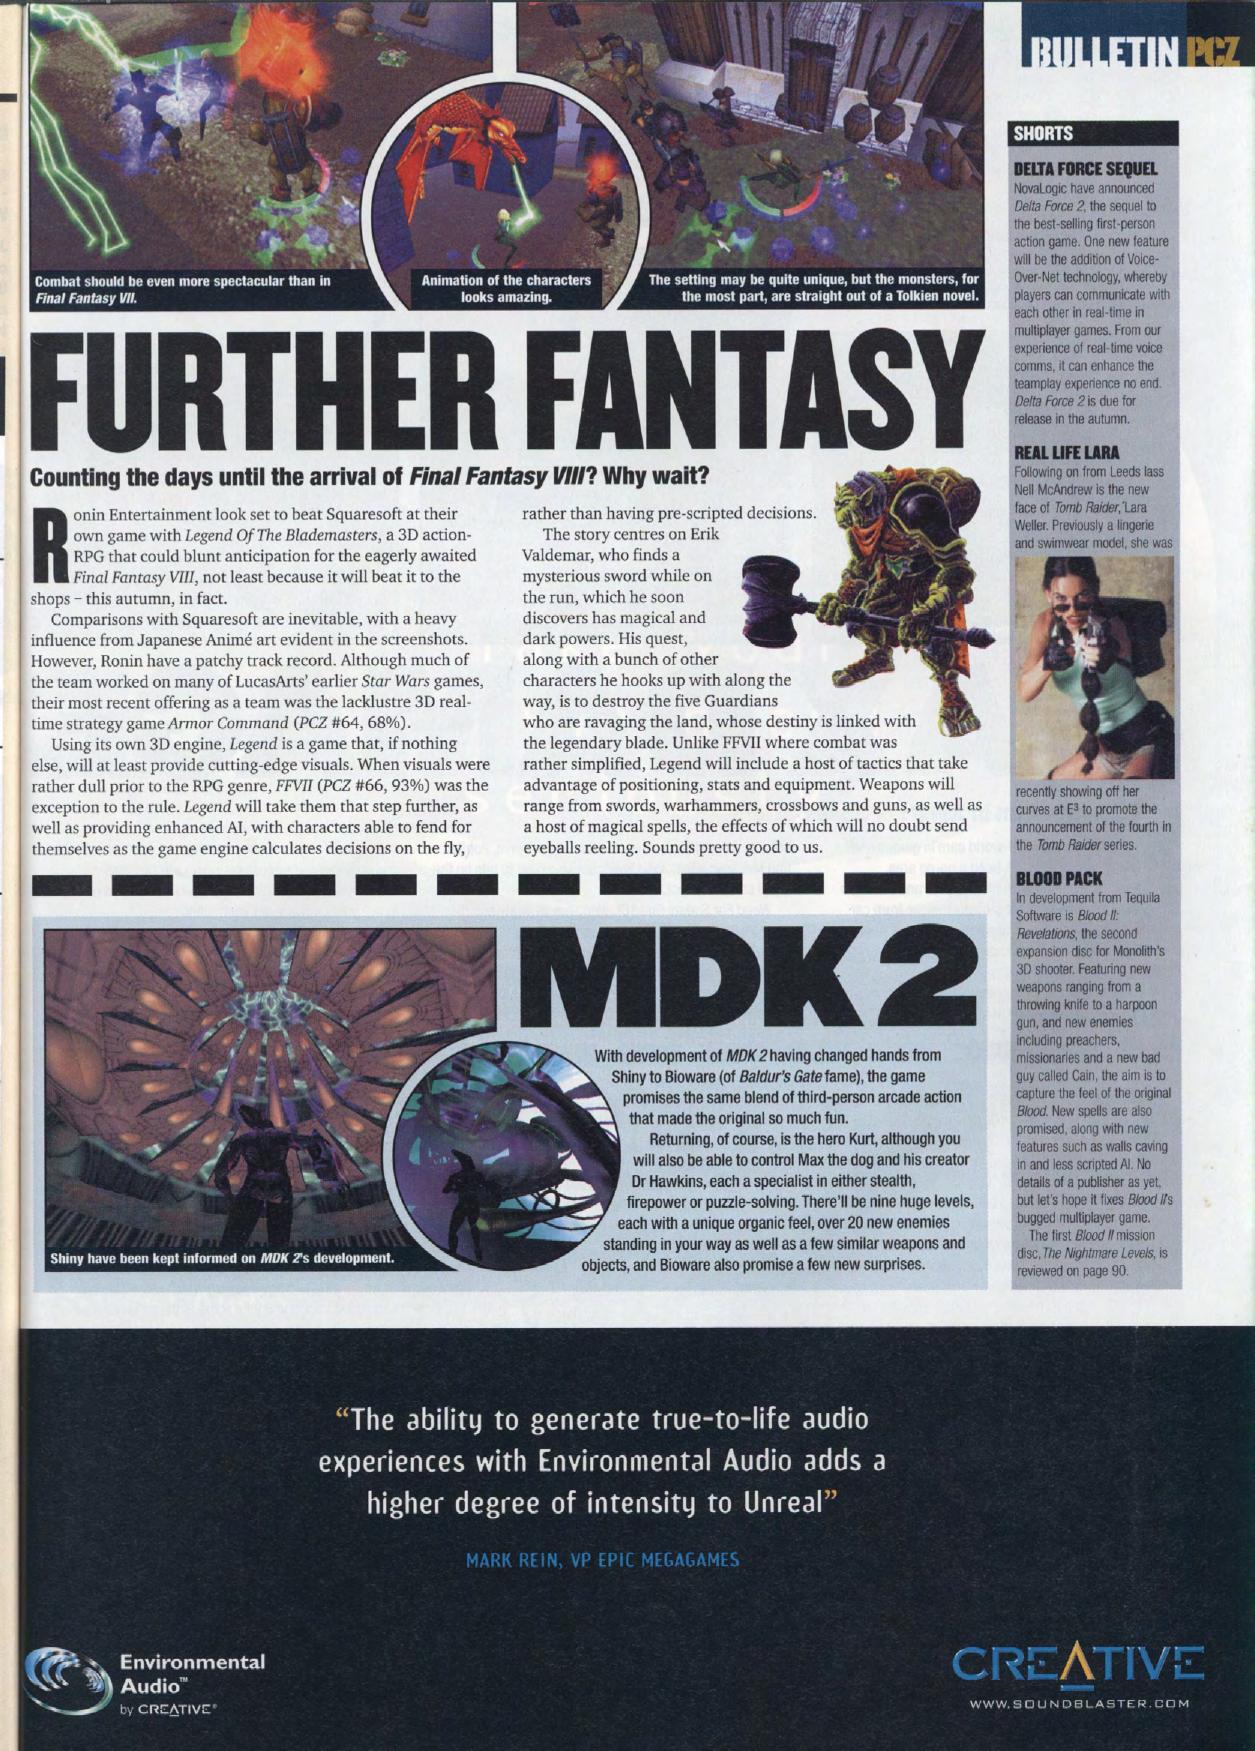 BULLETIN PCZ
Combat should be even more spectacular than in
Final Fantasy VII.
Animation of the characters
looks amazing.
The setting may be quite unique, but the monsters, for
the most part, are straight out of a Tolkien novel.
FURTHER FANTASY
Counting the days until the arrival of Final Fantasy VIII? Why wait?
Ronin Entertainment look set to beat Squaresoft at their
own game with Legend Of The Blademasters, a 3D action-
RPG that could blunt anticipation for the eagerly awaited
Final Fantasy VIII, not least because it will beat it to the
shops – this autumn, in fact.
Comparisons with Squaresoft are inevitable, with a heavy
influence from Japanese Animé art evident in the screenshots.
However, Ronin have a patchy track record. Although much of
the team worked on many of LucasArts' earlier Star Wars games,
their most recent offering as a team was the lacklustre 3D real-
time strategy game Armor Command (PCZ #64, 68%).
Using its own 3D engine, Legend is a game that, if nothing
else, will at least provide cutting-edge visuals. When visuals were
rather dull prior to the RPG genre, FFVII (PCZ #66, 93%) was the
exception to the rule. Legend will take them that step further, as
well as providing enhanced AI, with characters able to fend for
themselves as the game engine calculates decisions on the fly,
rather than having pre-scripted decisions.
The story centres on Erik
Valdemar, who finds a
mysterious sword while on
the run, which he soon
discovers has magical and
dark powers. His quest,
along with a bunch of other
characters he hooks up with along the
way, is to destroy the five Guardians
who are ravaging the land, whose destiny is linked with
the legendary blade. Unlike FFVII where combat was
rather simplified, Legend will include a host of tactics that take
advantage of positioning, stats and equipment. Weapons will
range from swords, warhammers, crossbows and guns, as well as
a host of magical spells, the effects of which will no doubt send
eyeballs reeling. Sounds pretty good to us.
MDK 2
With development of MDK 2 having changed hands from
Shiny to Bioware (of Baldur's Gate fame), the game
promises the same blend of third-person arcade action
that made the original so much fun.
Returning, of course, is the hero Kurt, although you
will also be able to control Max the dog and his creator
Dr Hawkins, each a specialist in either stealth,
firepower or puzzle-solving. There'll be nine huge levels,
each with a unique organic feel, over 20 new enemies
standing in your way as well as a few similar weapons and
objects, and Bioware also promise a few new surprises.
Shiny have been kept informed on MDK 2's development.
SHORTS
DELTA FORCE SEQUEL
NovaLogic have announced
Delta Force 2, the sequel to
the best-selling first-person
action game. One new feature
will be the addition of Voice-
Over-Net technology, whereby
players can communicate with
each other in real-time in
multiplayer games. From our
experience of real-time voice
comms, it can enhance the
teamplay experience no end.
Delta Force 2 is due for
release in the autumn.
REAL LIFE LARA
Following on from Leeds lass
Nell McAndrew is the new
face of Tomb Raider, Lara
Weller. Previously a lingerie
and swimwear model, she was
recently showing off her
curves at E³ to promote the
announcement of the fourth in
the Tomb Raider series.
BLOOD PACK
In development from Tequila
Software is Blood II:
Revelations, the second
expansion disc for Monolith's
3D shooter. Featuring new
weapons ranging from a
throwing knife to a harpoon
gun, and new enemies
including preachers,
missionaries and a new bad
guy called Cain, the aim is to
capture the feel of the original
Blood. New spells are also
promised, along with new
features such as walls caving
in and less scripted AI. No
details of a publisher as yet,
but let's hope it fixes Blood II's
bugged multiplayer game.
The first Blood II mission
disc, The Nightmare Levels, is
reviewed on page 90.
"The ability to generate true-to-life audio
experiences with Environmental Audio adds a
higher degree of intensity to Unreal"
MARK REIN, VP EPIC MEGAGAMES
Environmental
Audio™
by CREATIVE®
CREATIVE
WWW.SOUNDBLASTER.COM